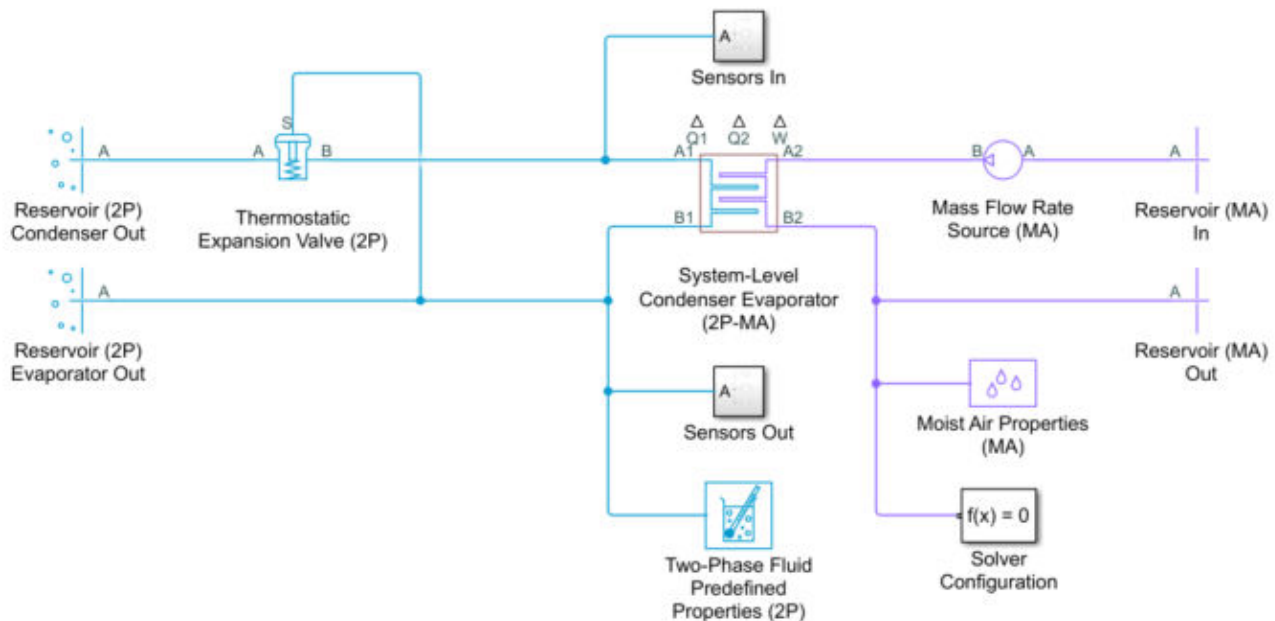 A
Sensors In
S
A
A
B
Q1
Q2
W
A1
A2
B
A
A
Reservoir (2P)
Condenser Out
Thermostatic
Expansion Valve (2P)
Mass Flow Rate
Source (MA)
Reservoir (MA)
In
B1
B2
A
System-Level
Condenser Evaporator
(2P-MA)
A
Reservoir (2P)
Evaporator Out
Reservoir (MA)
Out
A
Sensors Out
Moist Air Properties
(MA)
f(x) = 0
Two-Phase Fluid
Predefined
Properties (2P)
Solver
Configuration